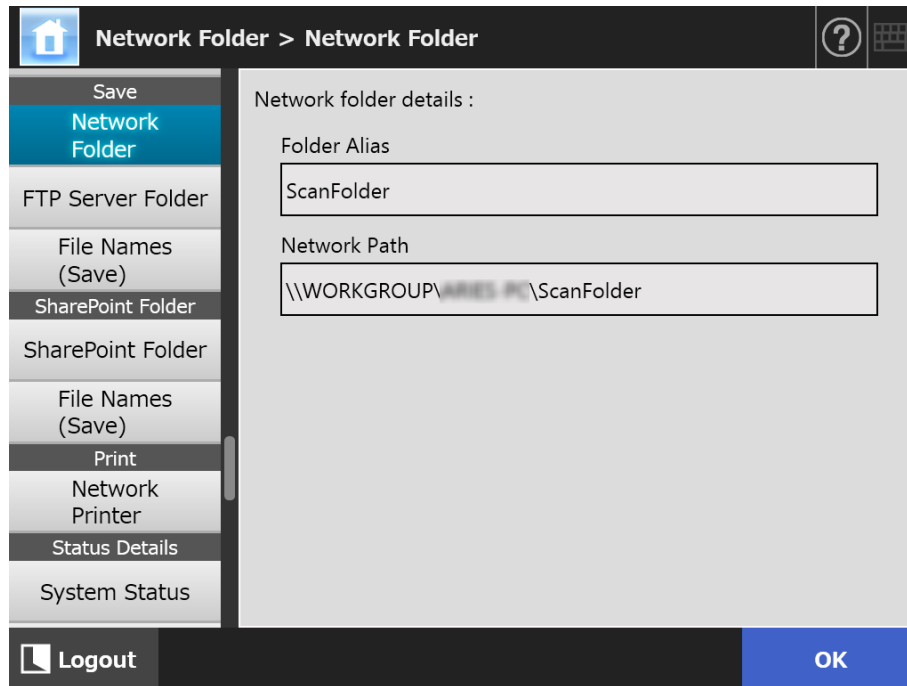 Network Folder > Network Folder
?
Save
Network
Folder
FTP Server Folder
File Names
(Save)
SharePoint Folder
SharePoint Folder
File Names
(Save)
Print
Network
Printer
Status Details
System Status
Network folder details :
Folder Alias
ScanFolder
Network Path
\\WORKGROUP\ \ScanFolder
Logout
OK